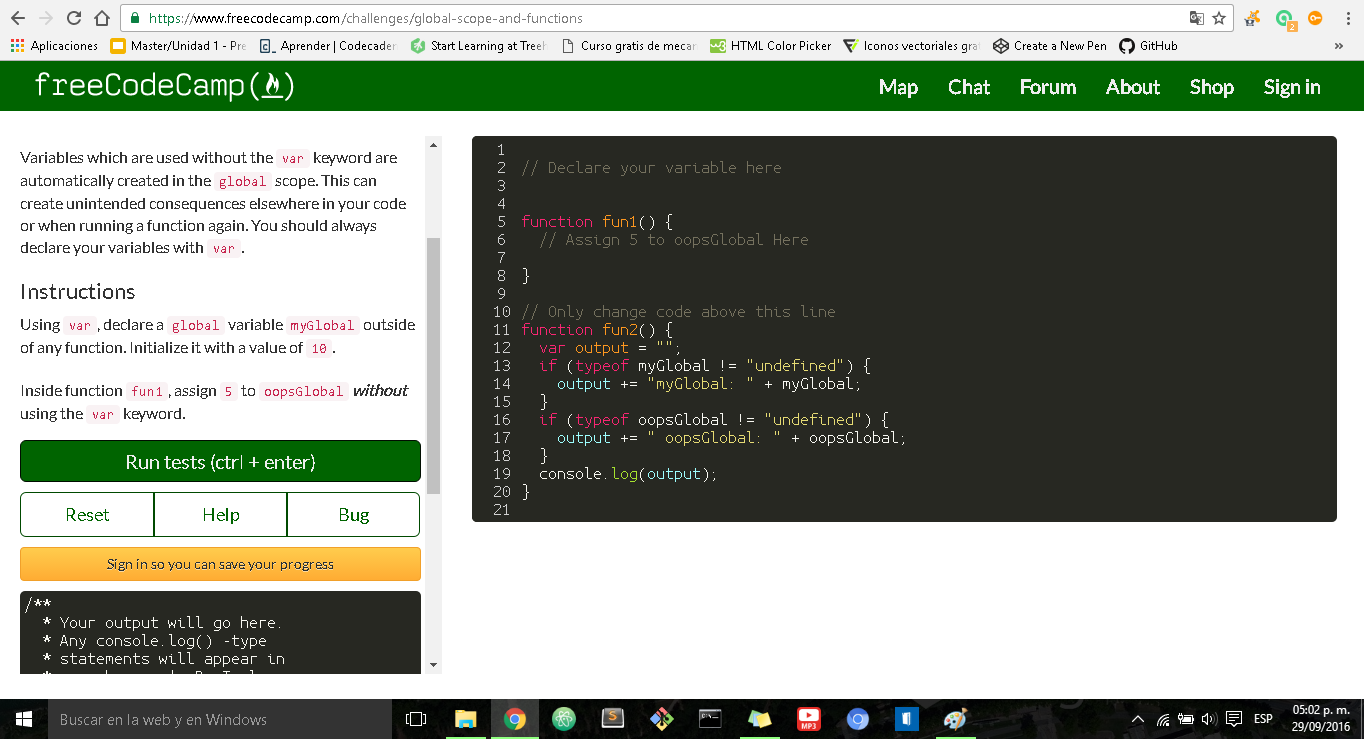 https://www.freecodecamp.com/challenges/global-scope-and-functions
2
Aplicaciones
Master/Unidad 1 - Pre
Aprender | Codecader
Start Learning at Treeh
Curso gratis de mecar
HTML Color Picker
Iconos vectoriales gra
Create a New Pen
GitHub
»
freeCodeCamp
Map Chat Forum About Shop Sign in
Variables which are used without the var keyword are
automatically created in the global scope. This can
create unintended consequences elsewhere in your code
or when running a function again. You should always
declare your variables with var.
Instructions
Using var, declare a global variable myGlobal outside
of any function. Initialize it with a value of 10.
Inside function fun1, assign 5 to oopsGlobal without
using the var keyword.
Run tests (ctrl + enter)
Reset Help Bug
Sign in so you can save your progress
/**
* Your output will go here.
* Any console.log() -type
* statements will appear in
1
2 // Declare your variable here
3
4
5 function fun1() {
6 // Assign 5 to oopsGlobal Here
7
8 }
9
10 // Only change code above this line
11 function fun2() {
12 var output = "";
13 if (typeof myGlobal != "undefined") {
14 output += "myGlobal: " + myGlobal;
15 }
16 if (typeof oopsGlobal != "undefined") {
17 output += " oopsGlobal: " + oopsGlobal;
18 }
19 console.log(output);
20 }
21
Buscar en la web y en Windows
MP3
ESP
05:02 p. m.
29/09/2016